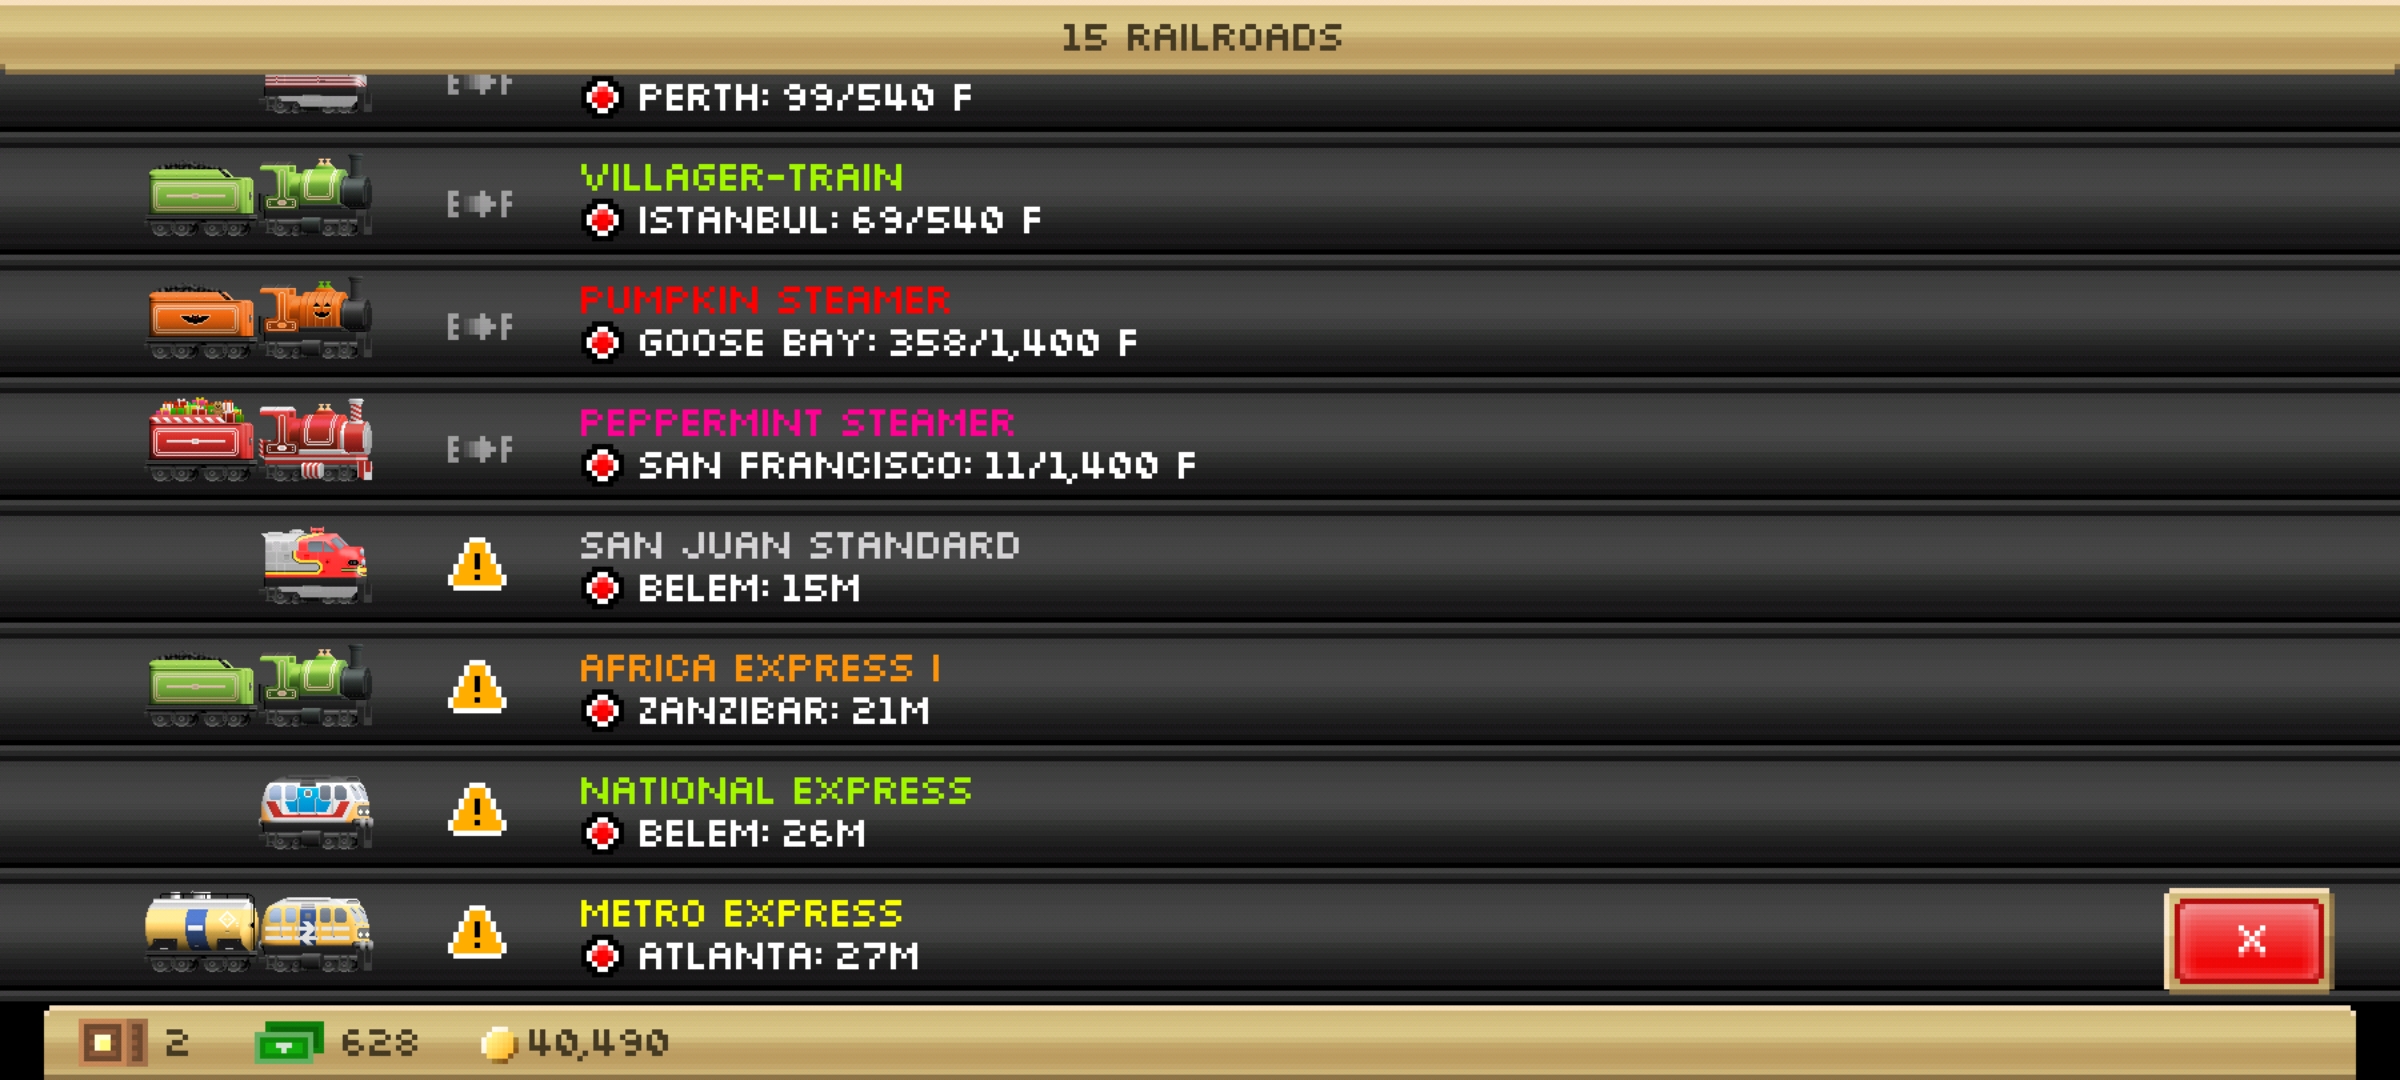 15 RAILROADS
E F
PERTH: 99/540 F
VILLAGER-TRAIN
E F
ISTANBUL: 69/540 F
PUMPKIN STEAMER
E F
GOOSE BAY: 358/1,400 F
PEPPERMINT STEAMER
E F
SAN FRANCISCO: 11/1,400 F
SAN JUAN STANDARD
BELEM: 15M
AFRICA EXPRESS I
ZANZIBAR: 21M
NATIONAL EXPRESS
BELEM: 26M
METRO EXPRESS
ATLANTA: 27M
X
2 628 40,490